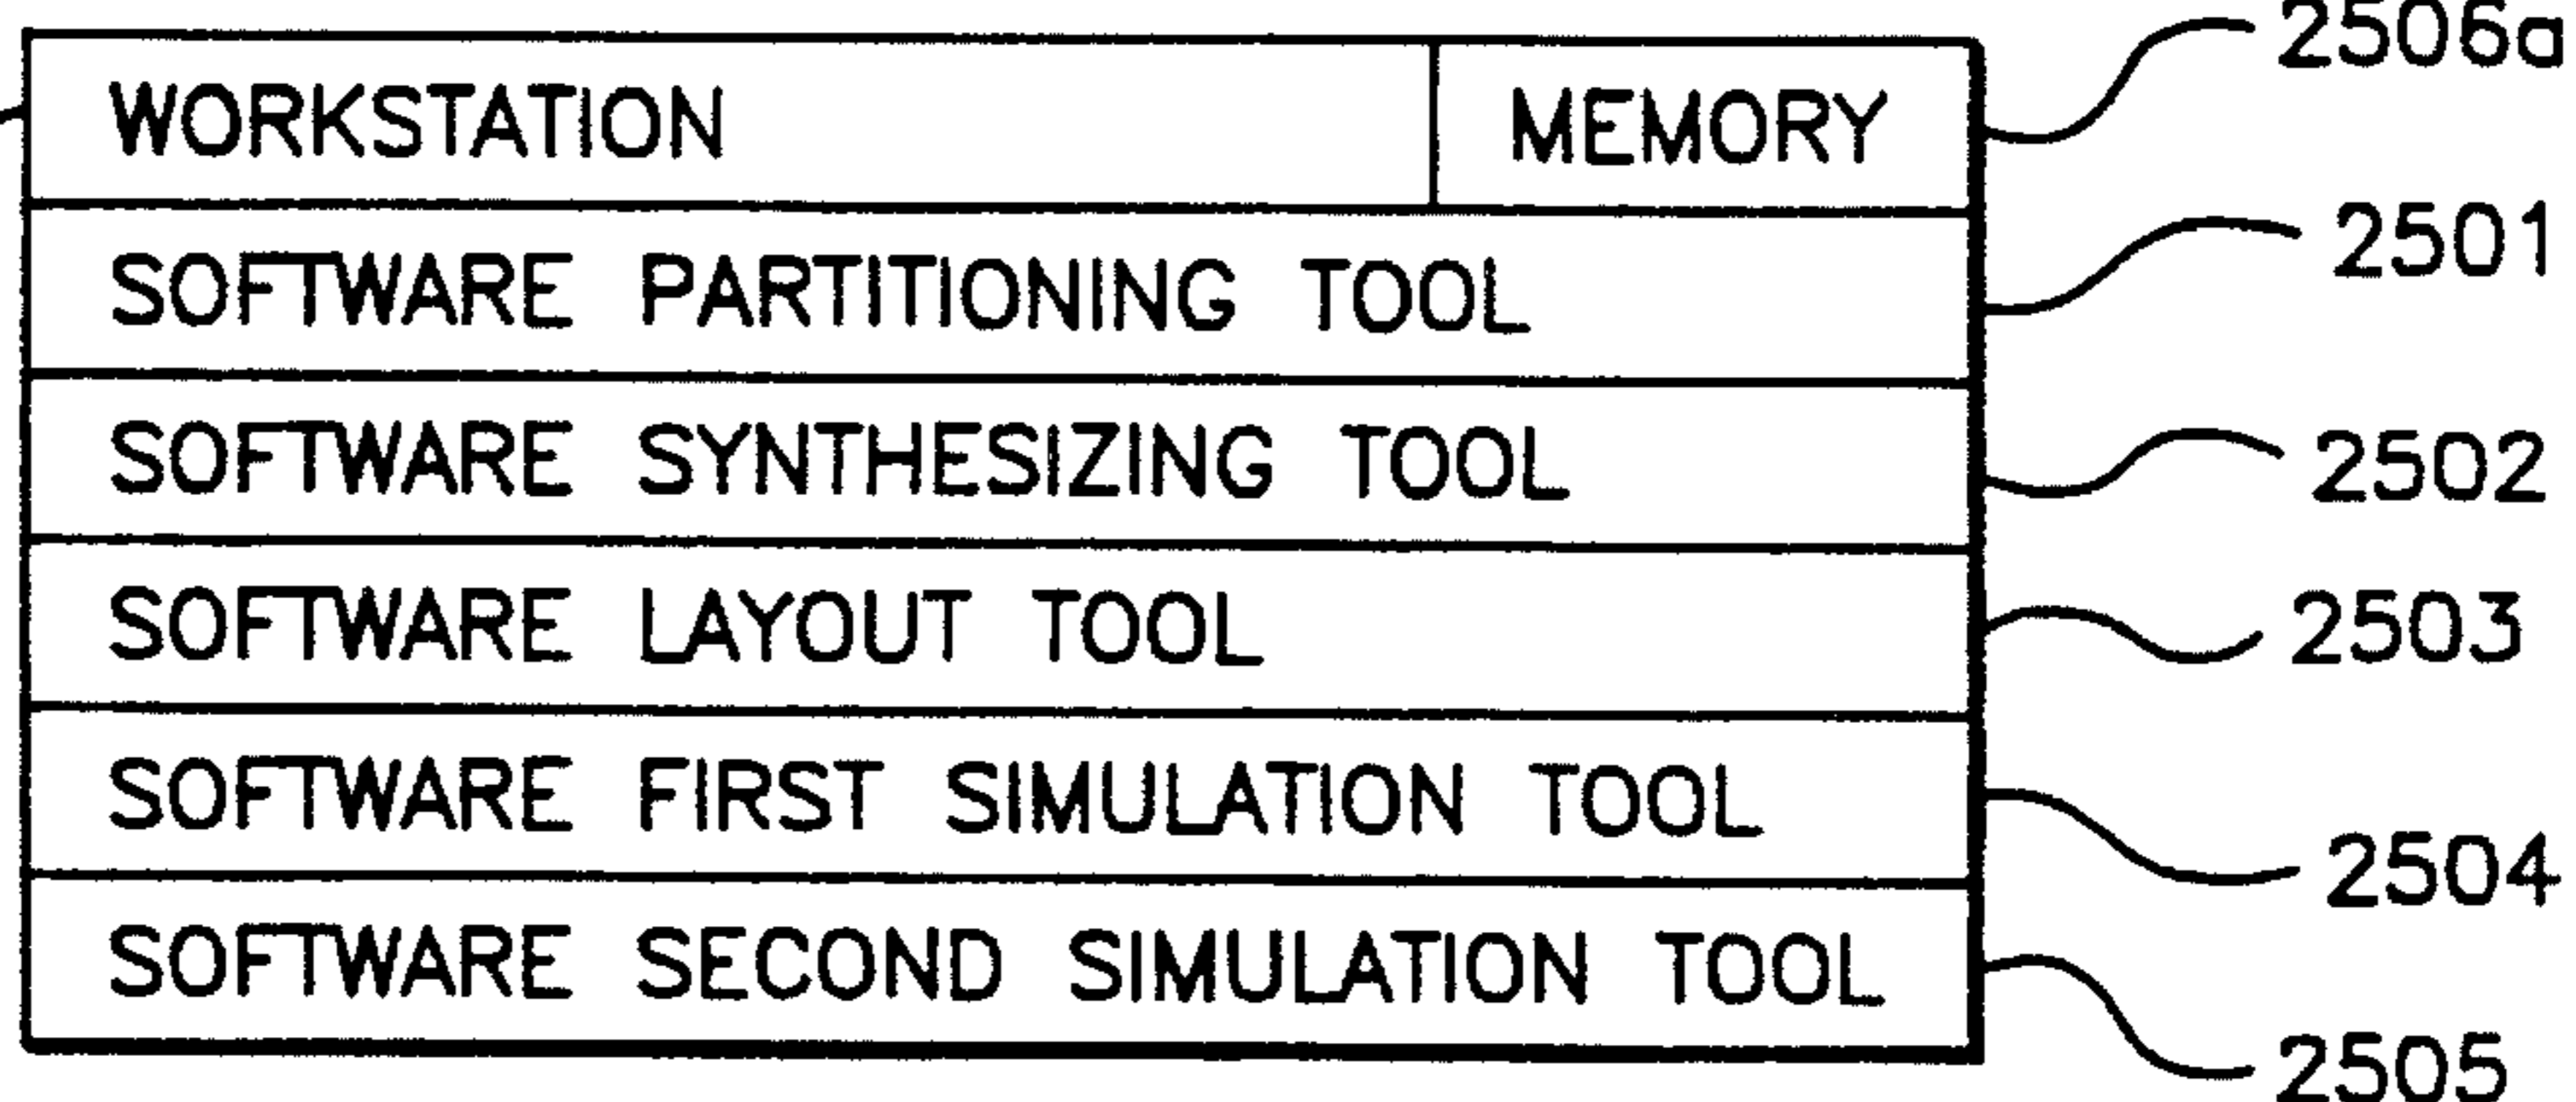 WORKSTATION MEMORY 2506a
SOFTWARE PARTITIONING TOOL 2501
SOFTWARE SYNTHESIZING TOOL 2502
SOFTWARE LAYOUT TOOL 2503
SOFTWARE FIRST SIMULATION TOOL 2504
SOFTWARE SECOND SIMULATION TOOL 2505